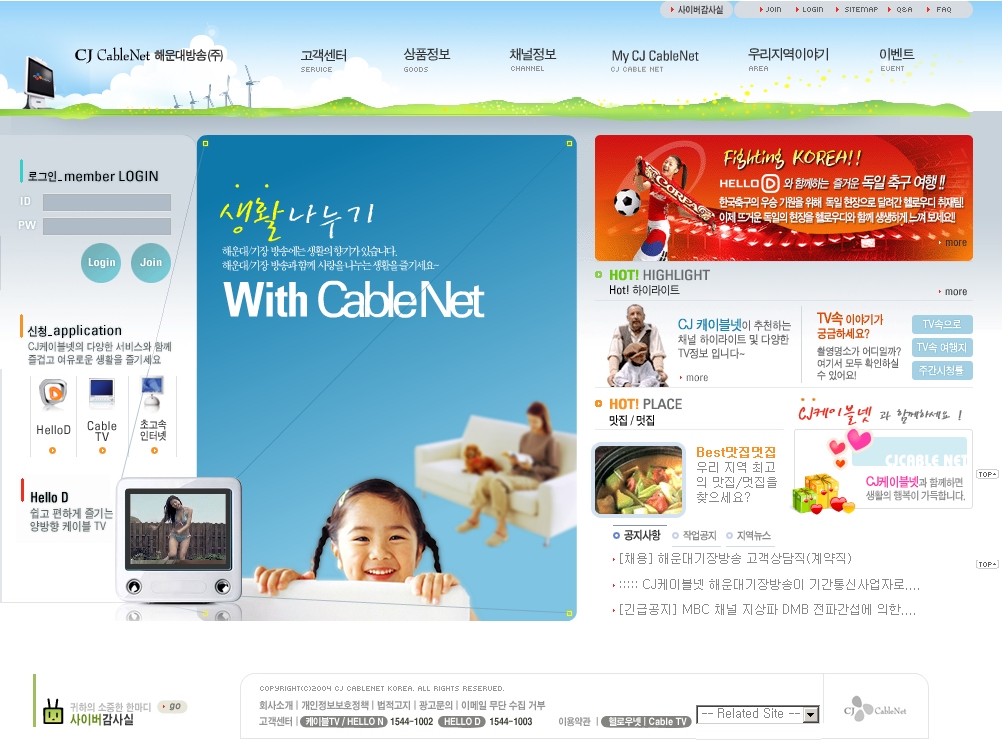 사이버감사실
JOIN
LOGIN
SITEMAP
Q&A
FAQ
CJ CableNet 해운대방송(주)
고객센터
SERVICE
상품정보
GOODS
채널정보
CHANNEL
My CJ CableNet
CJ CABLE NET
우리지역이야기
AREA
이벤트
EVENT
로그인_member LOGIN
ID
PW
Login
Join
신청_application
CJ케이블넷의 다양한 서비스와 함께
즐겁고 여유로운 생활을 즐기세요
HelloD
Cable
TV
초고속
인터넷
Hello D
쉽고 편하게 즐기는
양방향 케이블 TV
생활나누기
해운대/기장 방송에는 생활의 향기가 있습니다.
해운대/기장 방송과 함께 사랑을 나누는 생활을 즐기세요~
With CableNet
Fighting KOREA!!
HELLO D 와 함께하는 즐거운 독일 축구 여행!!
한국축구의 우승 기원을 위해 독일 현장으로 달려간 헬로우디 취재팀!
이제 뜨거운 독일의 현장을 헬로우디와 함께 생생하게 느껴 보세요!!
KOREA
more
HOT! HIGHLIGHT
Hot! 하이라이트
more
CJ 케이블넷이 추천하는
채널 하이라이트 및 다양한
TV정보 입니다~
more
TV속 이야기가
궁금하세요?
촬영명소가 어디일까?
여기서 모두 확인하실
수 있어요!
TV속으로
TV속 여행지
주간시청률
HOT! PLACE
맛집 / 멋집
Best맛집멋집
우리 지역 최고
의 맛집/멋집을
찾으세요?
CJ케이블넷 과 함께하세요 !
CJCABLE NET
CJ케이블넷과 함께하면
생활의 행복이 가득합니다.
TOP
공지사항
작업공지
지역뉴스
[채용] 해운대기장방송 고객상담직(계약직)
::::: CJ케이블넷 해운대기장방송이 기간통신사업자로....
[긴급공지] MBC 채널 지상파 DMB 전파간섭에 의한....
TOP
귀하의 소중한 한마디
사이버감사실
go
COPYRIGHT(C)2004 CJ CABLENET KOREA. ALL RIGHTS RESERVED.
회사소개 | 개인정보보호정책 | 법적고지 | 광고문의 | 이메일 무단 수집 거부
고객센터 | 케이블TV / HELLO N 1544-1002 HELLO D 1544-1003
이용약관 | 헬로우넷 | Cable TV
-- Related Site --
CJ CableNet